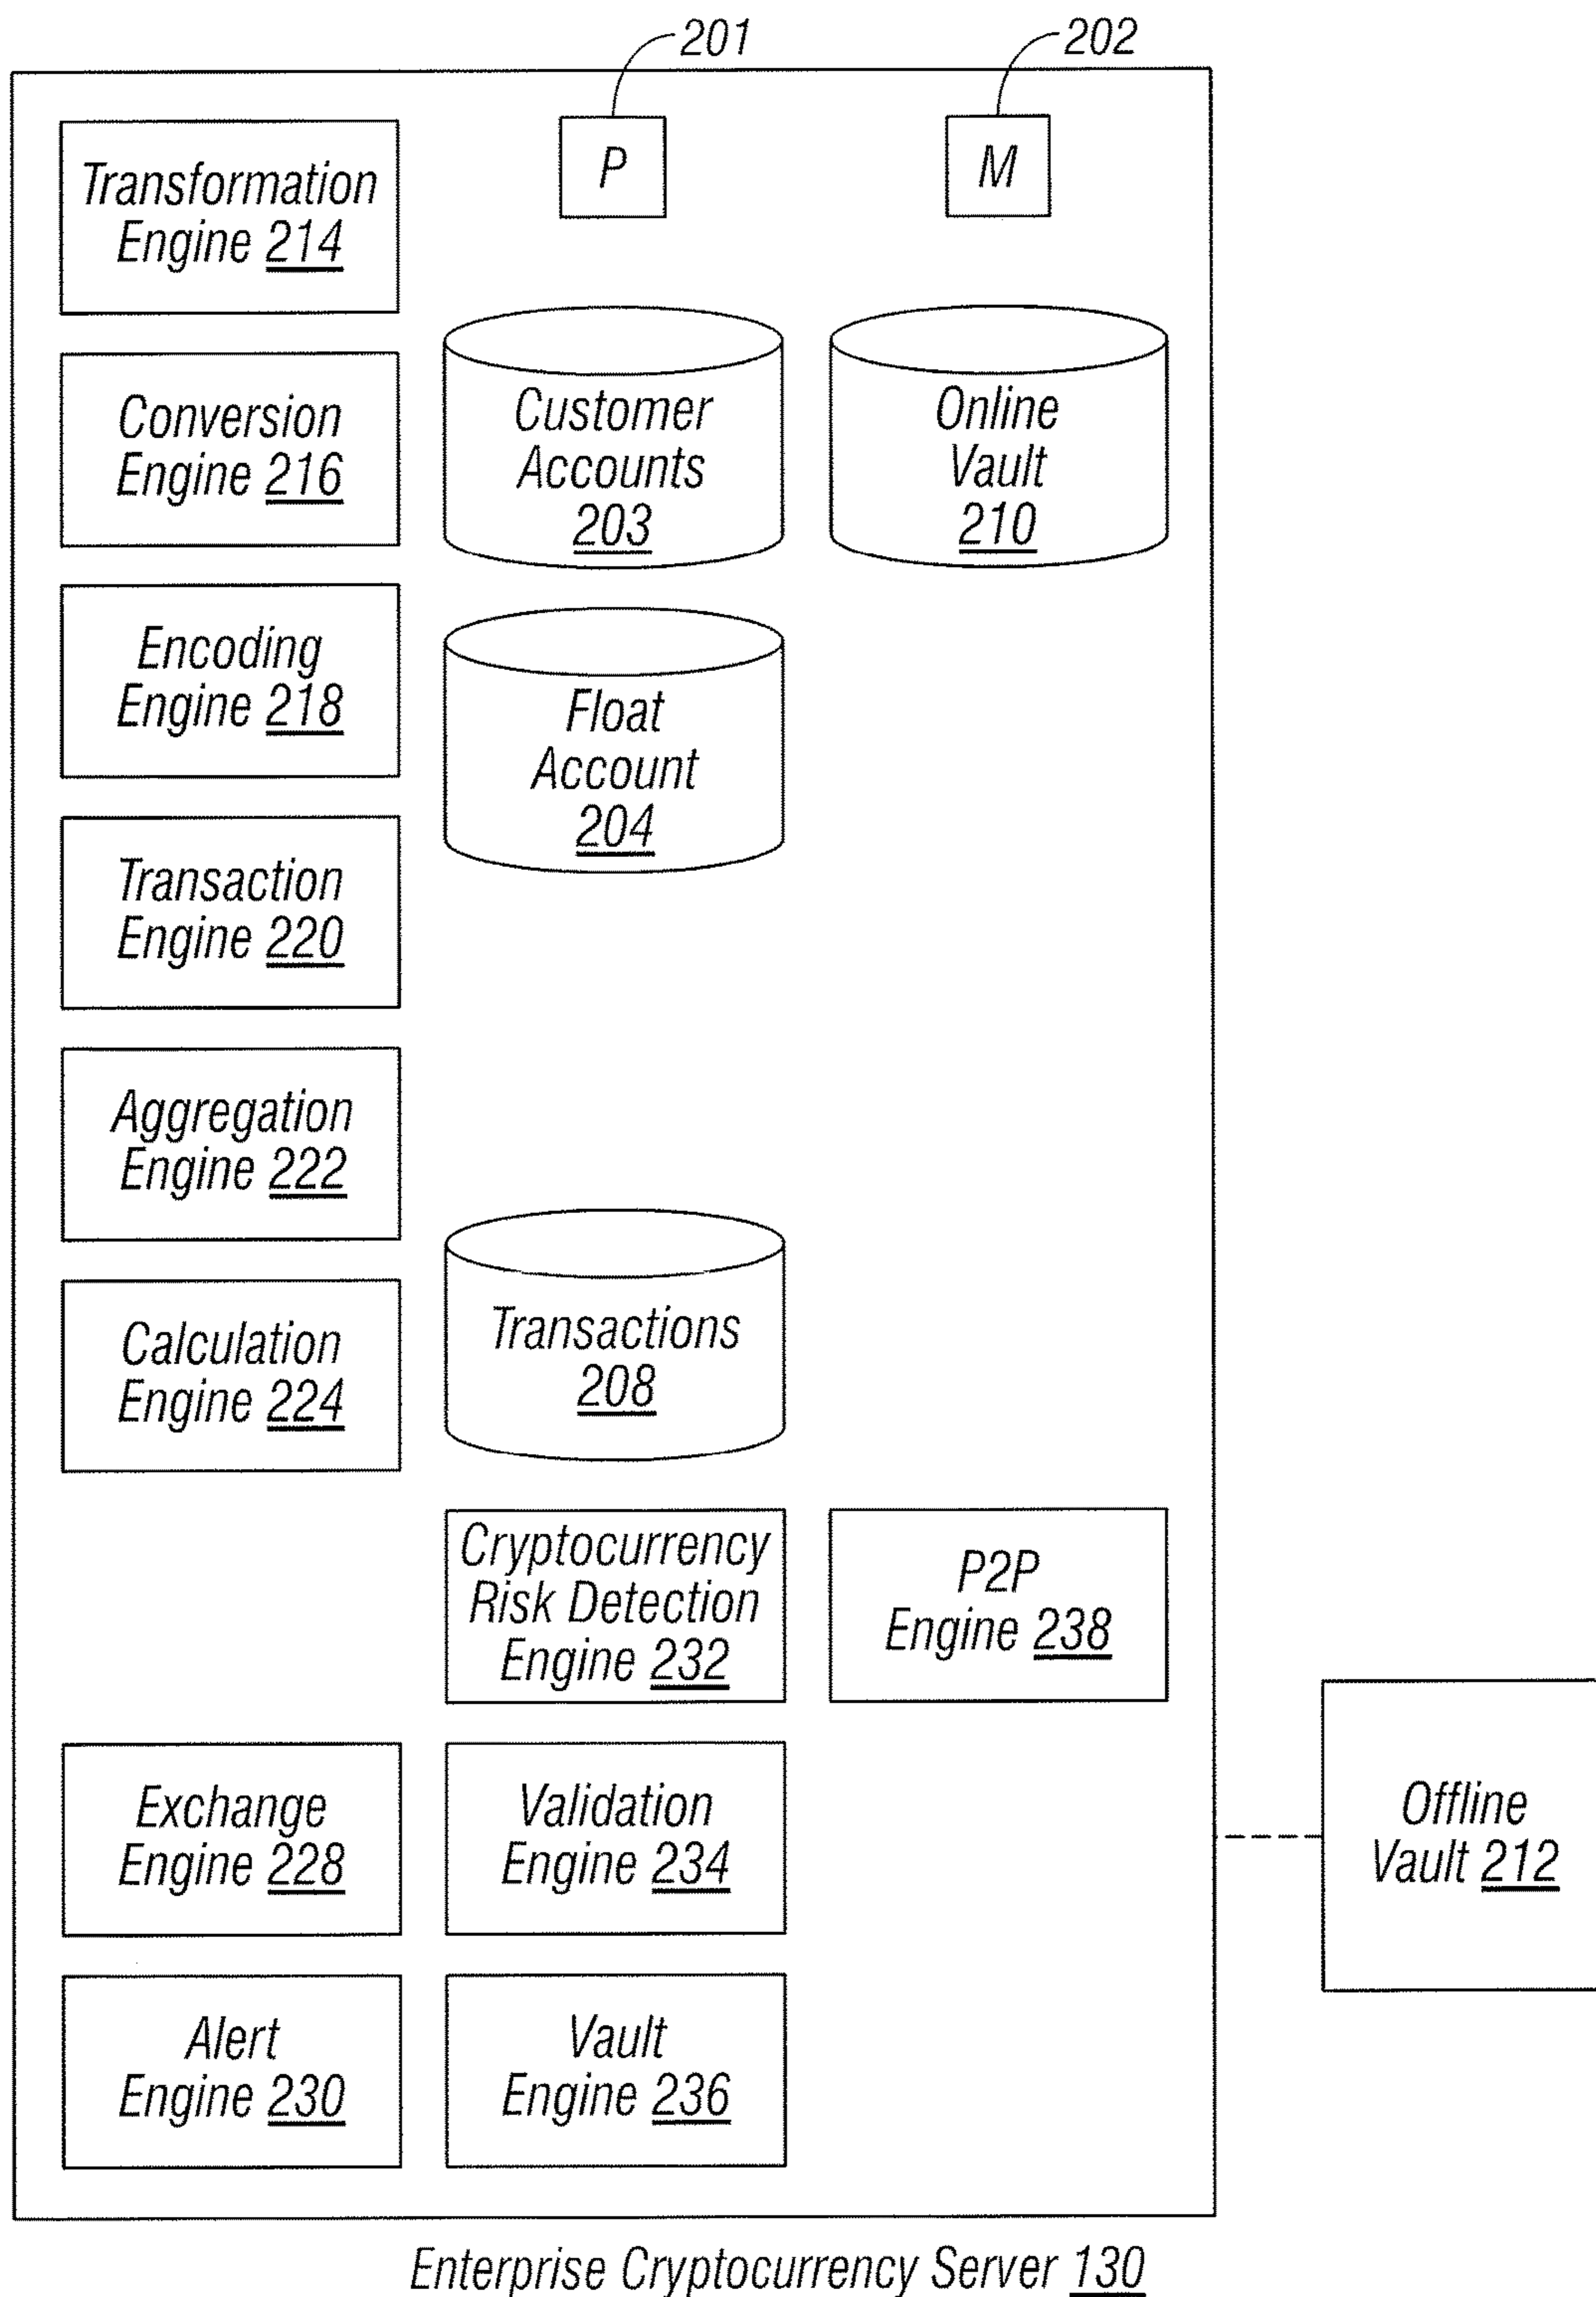 201
202
P
M
Transformation
Engine 214
Conversion
Engine 216
Customer
Accounts
203
Online
Vault
210
Encoding
Engine 218
Float
Account
204
Transaction
Engine 220
Aggregation
Engine 222
Calculation
Engine 224
Transactions
208
Cryptocurrency
Risk Detection
Engine 232
P2P
Engine 238
Exchange
Engine 228
Validation
Engine 234
Offline
Vault 212
Alert
Engine 230
Vault
Engine 236
Enterprise Cryptocurrency Server 130